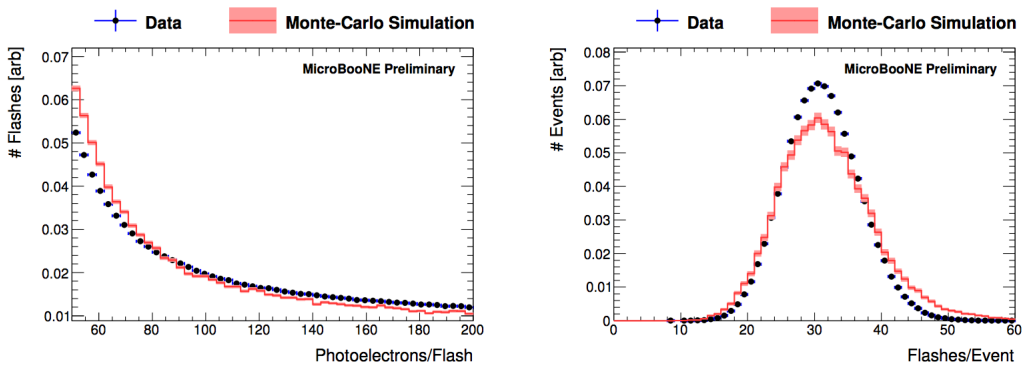 Data Monte-Carlo Simulation
MicroBooNE Preliminary
# Flashes [arb]
0.07
0.06
0.05
0.04
0.03
0.02
0.01
60 80 100 120 140 160 180 200
Photoelectrons/Flash
Data Monte-Carlo Simulation
MicroBooNE Preliminary
# Events [arb]
0.08
0.07
0.06
0.05
0.04
0.03
0.02
0.01
0
0 10 20 30 40 50 60
Flashes/Event